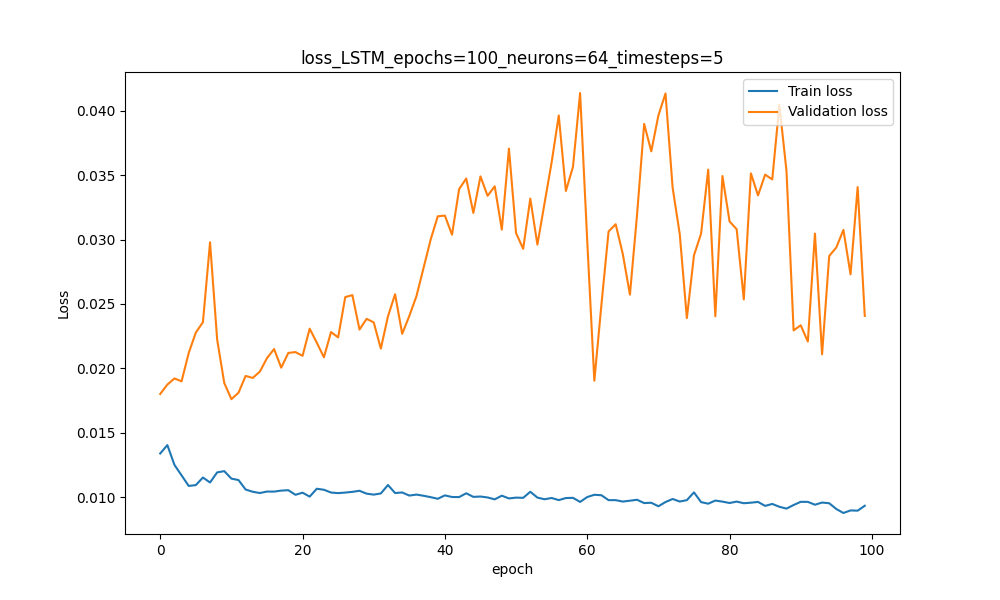 loss_LSTM_epochs=100_neurons=64_timesteps=5
Train loss
Validation loss
0.040
0.035
0.030
0.025
0.020
0.015
0.010
Loss
0 20 40 60 80 100
epoch